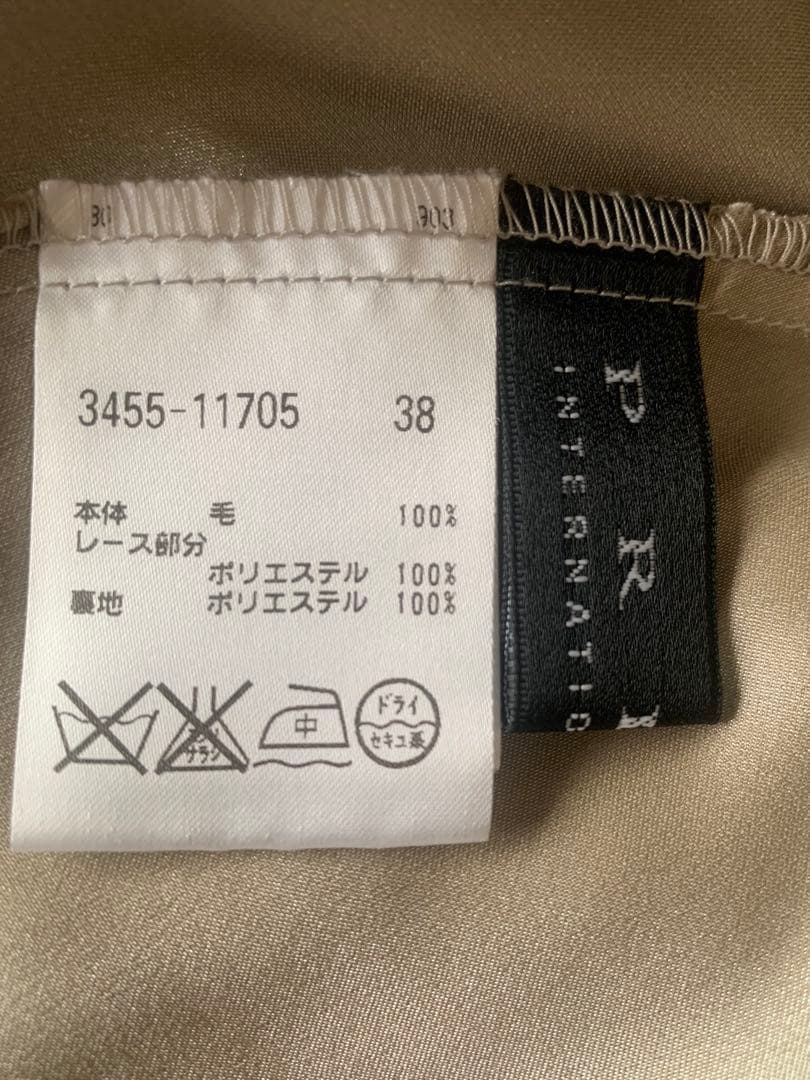 3455-11705 38
本体 毛 100%
レース部分
ポリエステル 100%
裏地 ポリエステル 100%
中
ドライ
セキユ系
P R
INTERNATIO